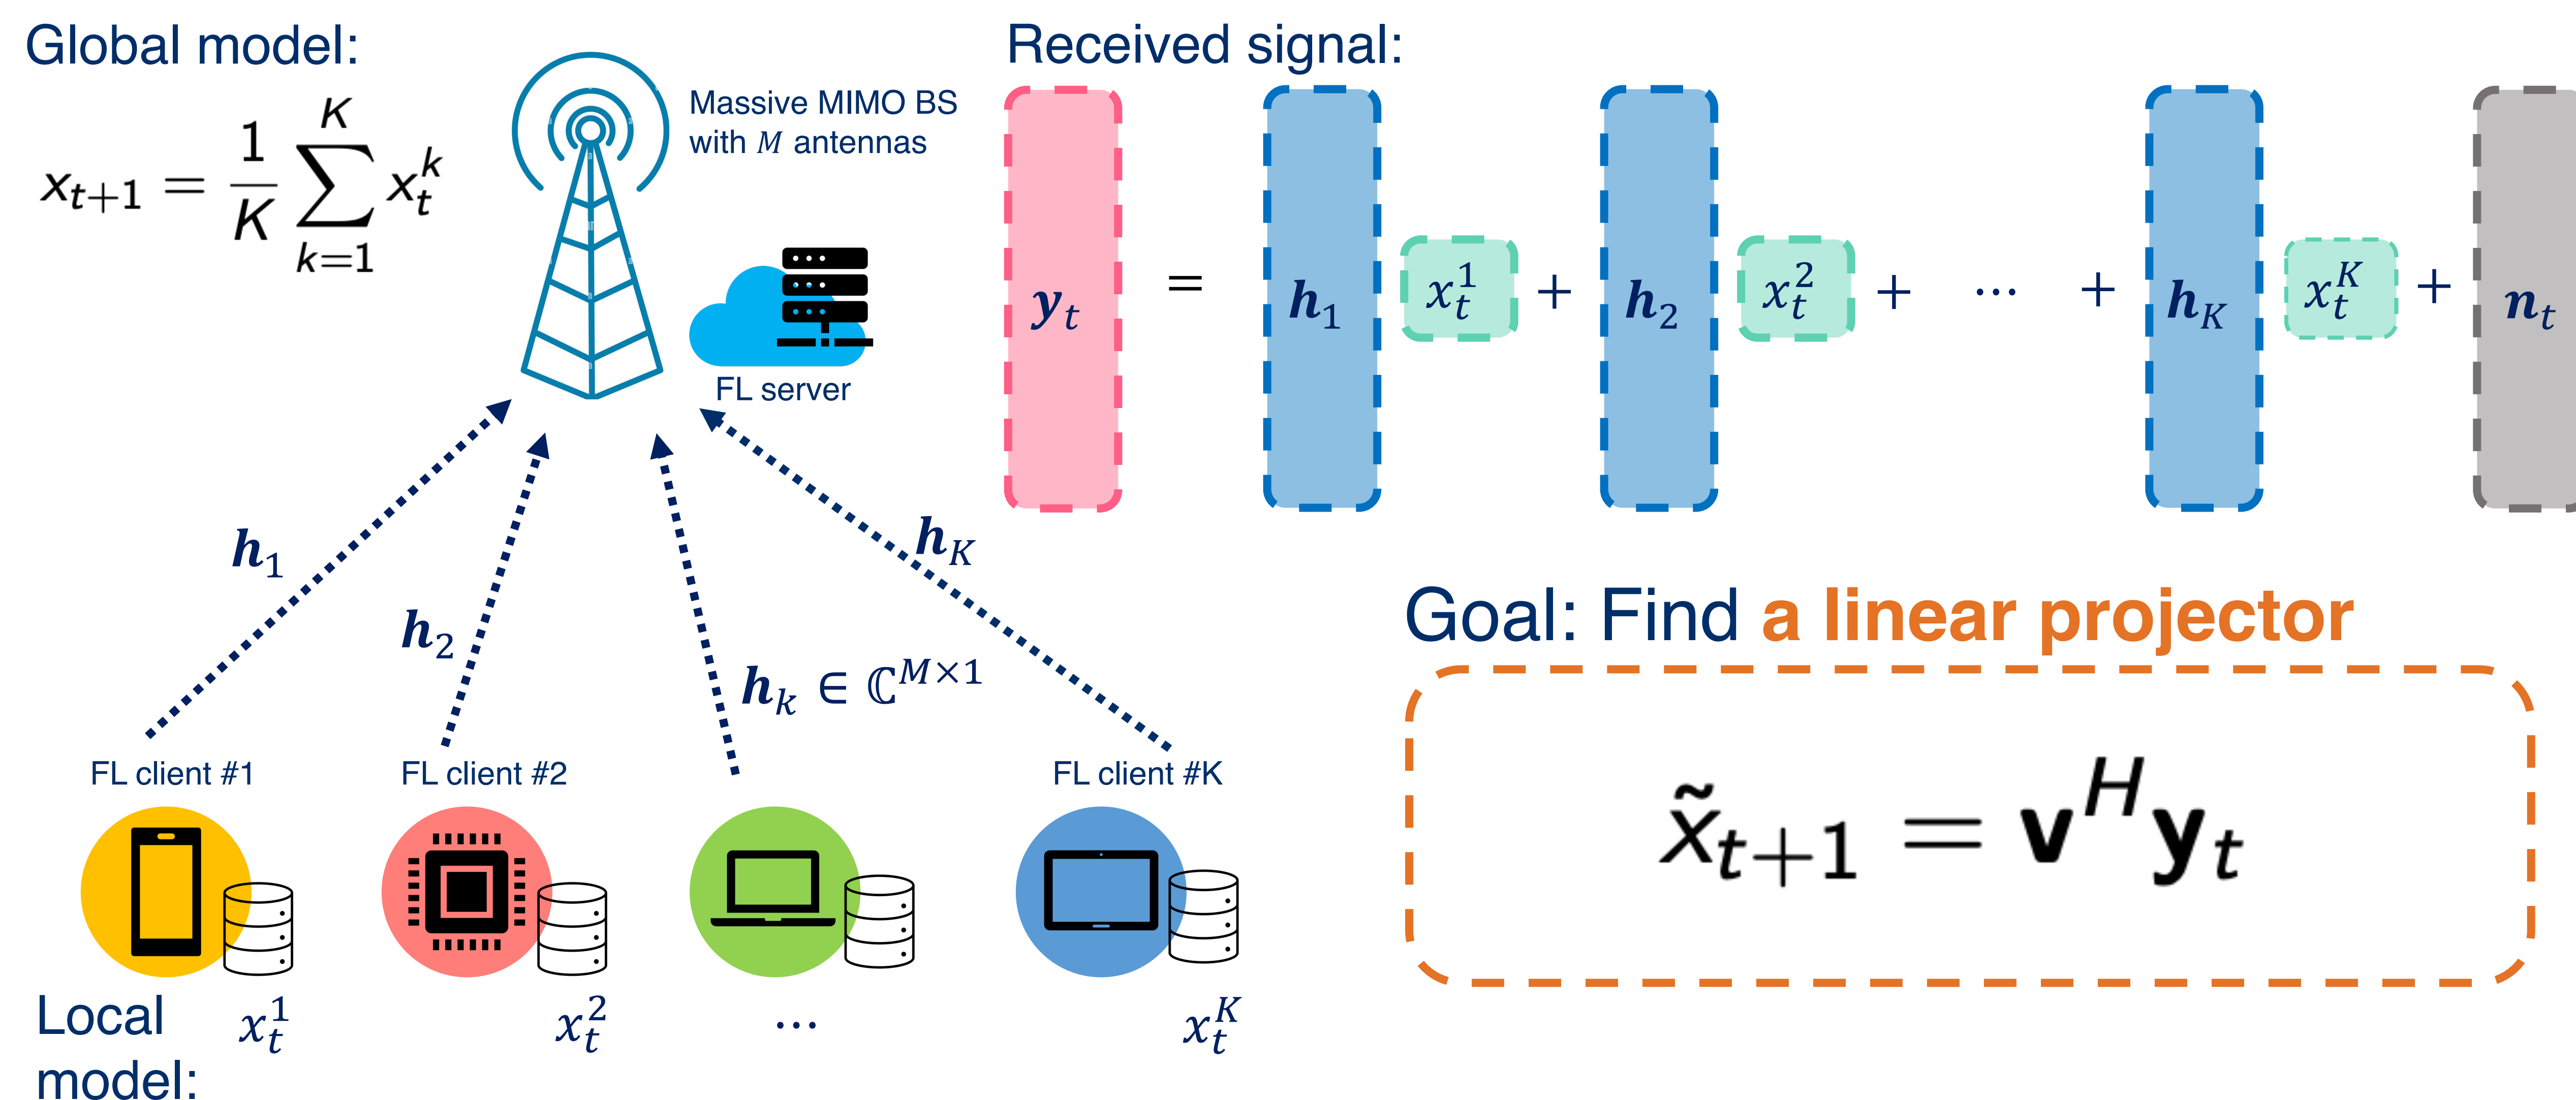 Global model:
x_{t+1} = \frac{1}{K} \sum_{k=1}^{K} x_t^k
Massive MIMO BS
with M antennas
FL server
Received signal:
y_t = h_1 x_t^1 + h_2 x_t^2 + ⋯ + h_K x_t^K + n_t
h_1
h_2
h_k ∈ ℂ^{M×1}
h_K
FL client #1
FL client #2
FL client #K
Local
model:
x_t^1
x_t^2
⋯
x_t^K
Goal: Find a linear projector
\tilde{x}_{t+1} = v^H y_t